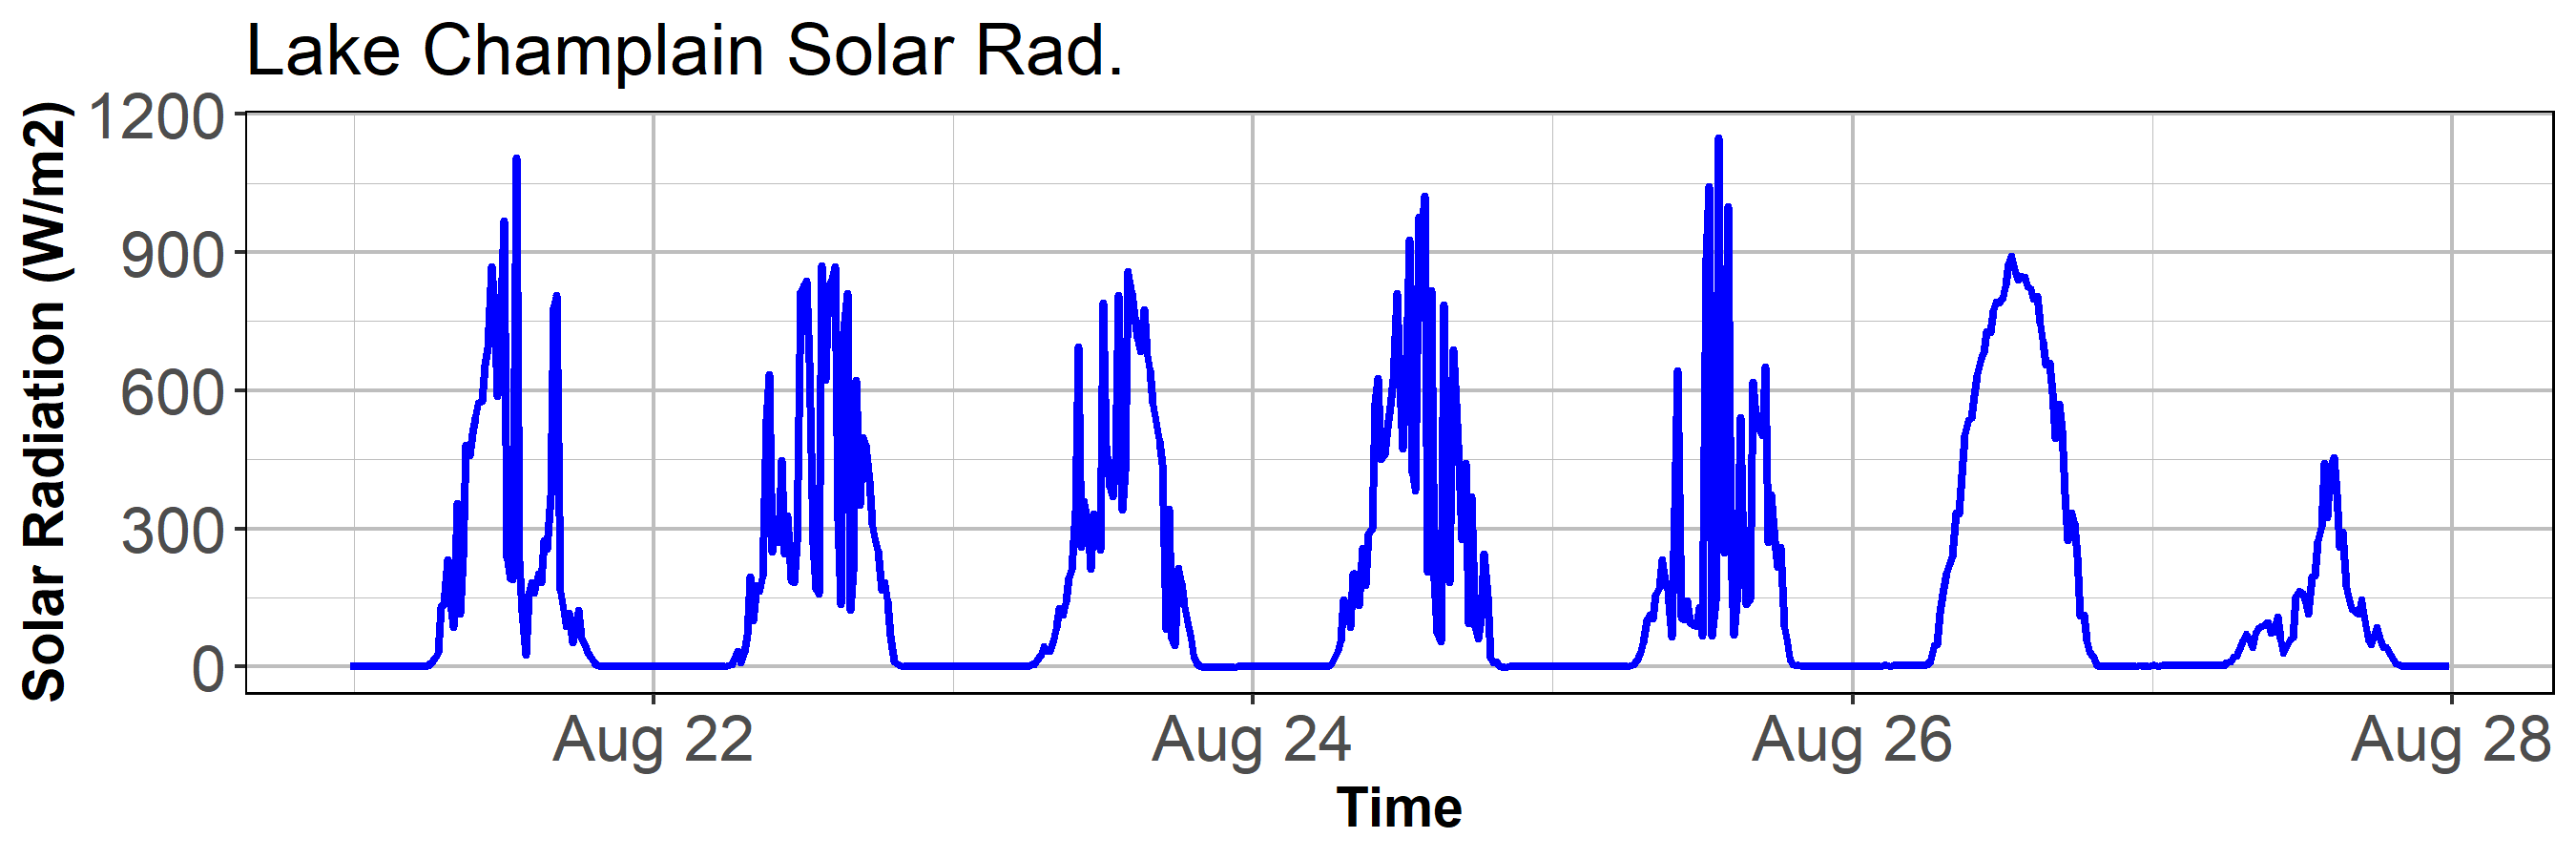 Lake Champlain Solar Rad.
Solar Radiation (W/m2)
1200
900
600
300
0
Aug 22 Aug 24 Aug 26 Aug 28
Time